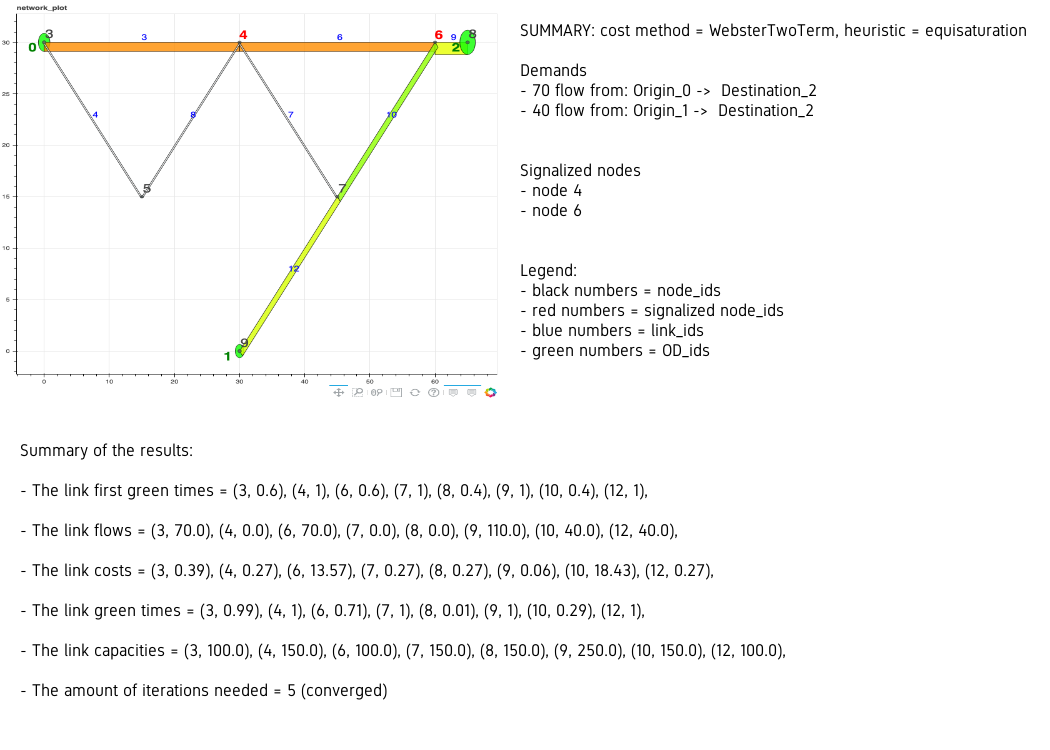 network_plot
3
3
6
6
9
8
0
4
2
30
25
4
8
7
10
20
5
7
15
10
12
5
9
1
0
0
10
20
30
40
50
60
SUMMARY: cost method = WebsterTwoTerm, heuristic = equisaturation
Demands
- 70 flow from: Origin_0 -> Destination_2
- 40 flow from: Origin_1 -> Destination_2
Signalized nodes
- node 4
- node 6
Legend:
- black numbers = node_ids
- red numbers = signalized node_ids
- blue numbers = link_ids
- green numbers = OD_ids
Summary of the results:
- The link first green times = (3, 0.6), (4, 1), (6, 0.6), (7, 1), (8, 0.4), (9, 1), (10, 0.4), (12, 1),
- The link flows = (3, 70.0), (4, 0.0), (6, 70.0), (7, 0.0), (8, 0.0), (9, 110.0), (10, 40.0), (12, 40.0),
- The link costs = (3, 0.39), (4, 0.27), (6, 13.57), (7, 0.27), (8, 0.27), (9, 0.06), (10, 18.43), (12, 0.27),
- The link green times = (3, 0.99), (4, 1), (6, 0.71), (7, 1), (8, 0.01), (9, 1), (10, 0.29), (12, 1),
- The link capacities = (3, 100.0), (4, 150.0), (6, 100.0), (7, 150.0), (8, 150.0), (9, 250.0), (10, 150.0), (12, 100.0),
- The amount of iterations needed = 5 (converged)